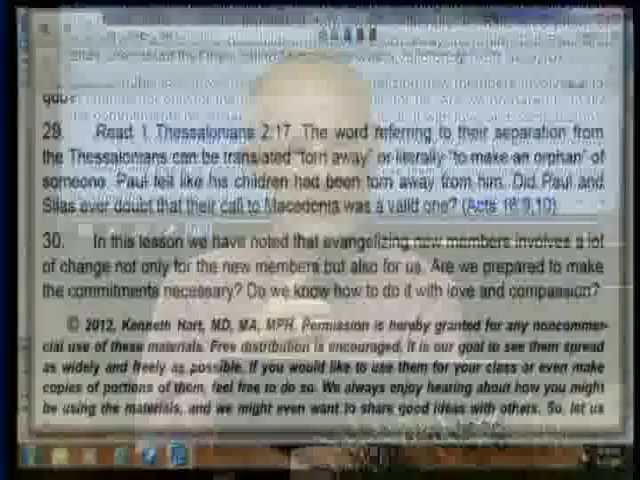 29. Read 1 Thessalonians 2:17. The word referring to their separation from
the Thessalonians can be translated "torn away" or literally "to make an orphan" of
someone. Paul felt like his children had been torn away from him. Did Paul and
Silas ever doubt that their call to Macedonia was a valid one? (Acts 16:9,10)
30. In this lesson we have noted that evangelizing new members involves a lot
of change not only for the new members but also for us. Are we prepared to make
the commitments necessary? Do we know how to do it with love and compassion?
© 2012, Kenneth Hart, MD, MA, MPH. Permission is hereby granted for any noncommer-
cial use of these materials. Free distribution is encouraged. It is our goal to see them spread
as widely and freely as possible. If you would like to use them for your class or even make
copies of portions of them, feel free to do so. We always enjoy hearing about how you might
be using the materials, and we might even want to share good ideas with others. So, let us